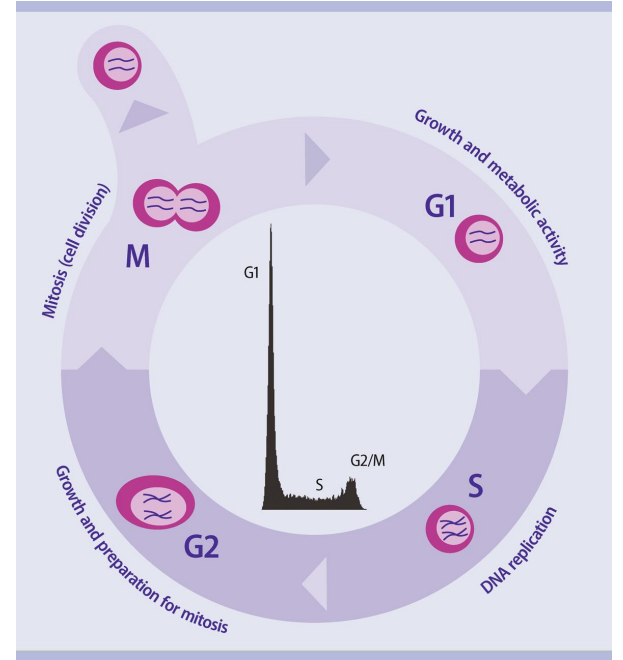 Growth and metabolic activity
G1
Mitosis (cell division)
M
G1
G2/M
S
S
DNA replication
G2
Growth and preparation for mitosis